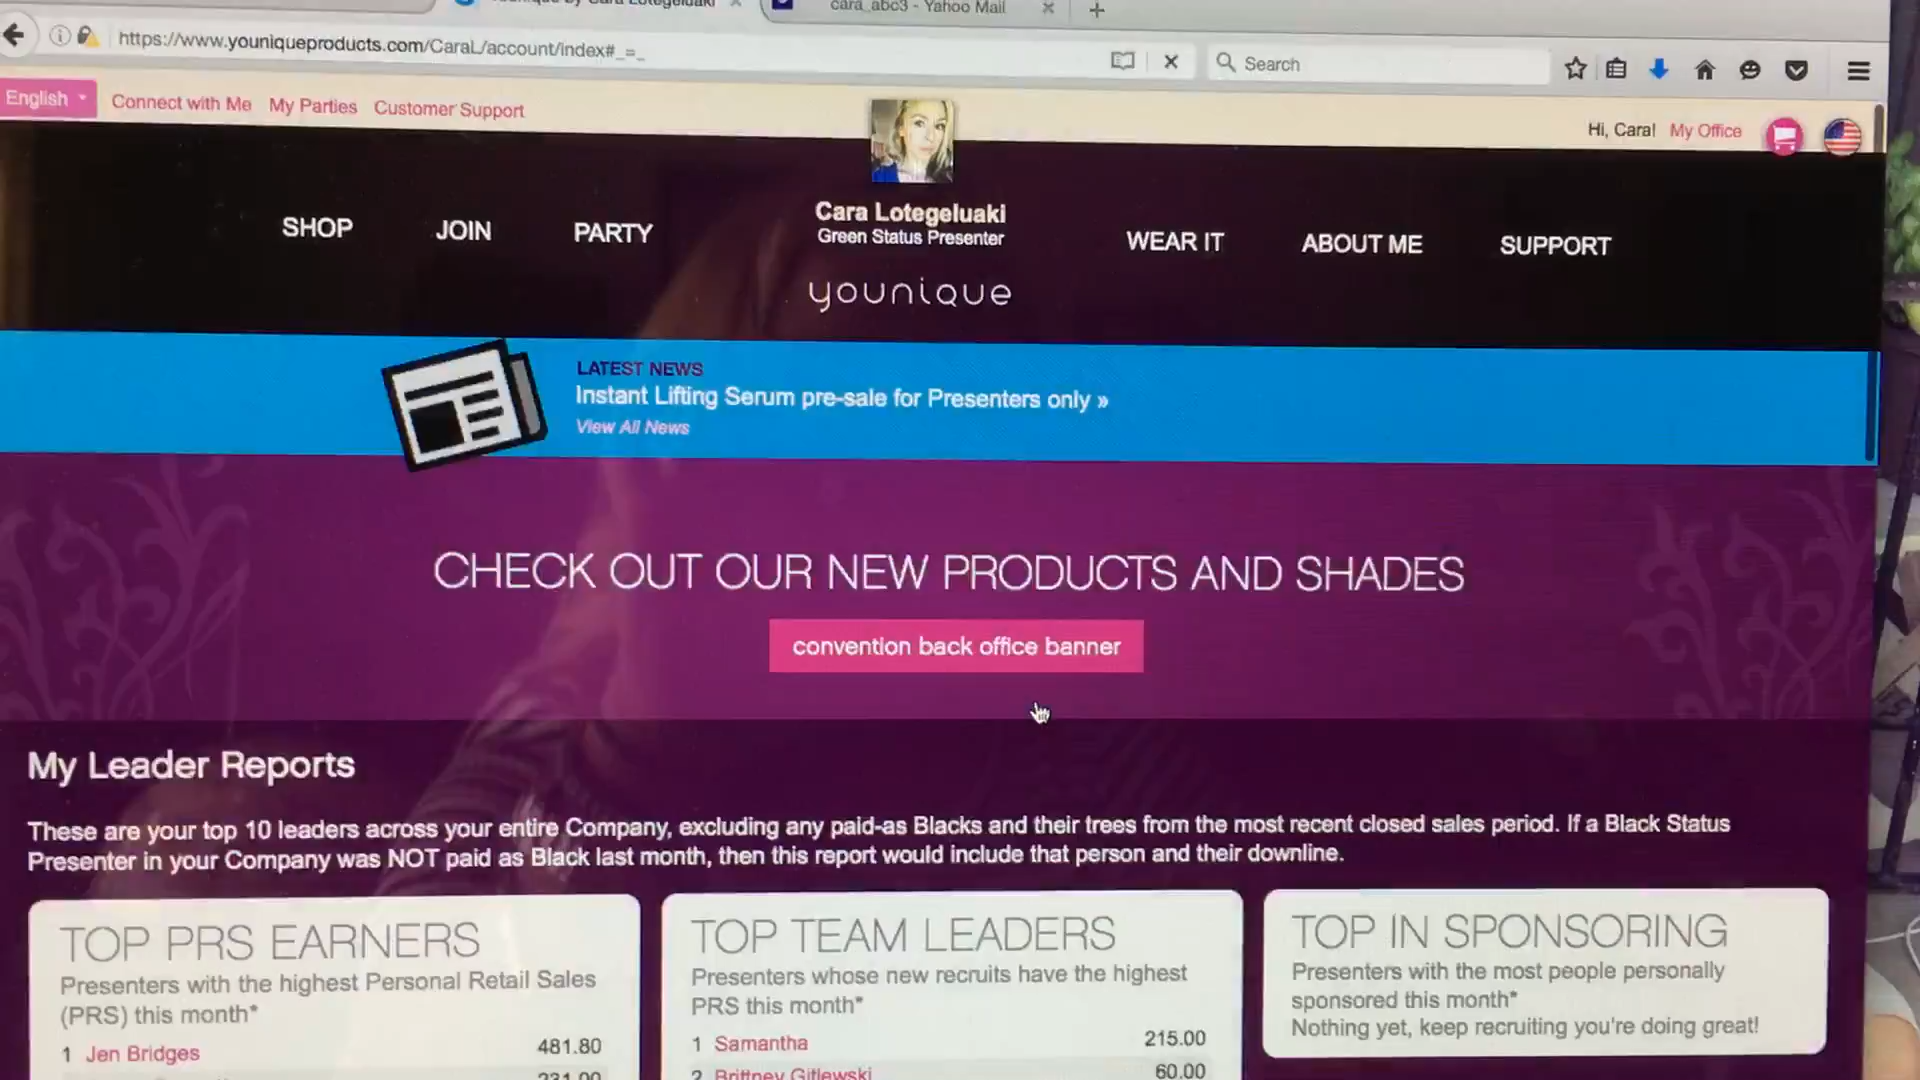 cara_abc3 - Yahoo Mail
https://www.youniqueproducts.com/CaraL/account/index#_=_
Search
English
Connect with Me
My Parties
Customer Support
Hi, Cara!
My Office
SHOP
JOIN
PARTY
Cara Lotegeluaki
Green Status Presenter
younique
WEAR IT
ABOUT ME
SUPPORT
LATEST NEWS
Instant Lifting Serum pre-sale for Presenters only »
View All News
CHECK OUT OUR NEW PRODUCTS AND SHADES
convention back office banner
My Leader Reports
These are your top 10 leaders across your entire Company, excluding any paid-as Blacks and their trees from the most recent closed sales period. If a Black Status
Presenter in your Company was NOT paid as Black last month, then this report would include that person and their downline.
TOP PRS EARNERS
Presenters with the highest Personal Retail Sales
(PRS) this month*
1 Jen Bridges 481.80
231.00
TOP TEAM LEADERS
Presenters whose new recruits have the highest
PRS this month*
1 Samantha 215.00
2 Brittney Gitlewski 60.00
TOP IN SPONSORING
Presenters with the most people personally
sponsored this month*
Nothing yet, keep recruiting you're doing great!